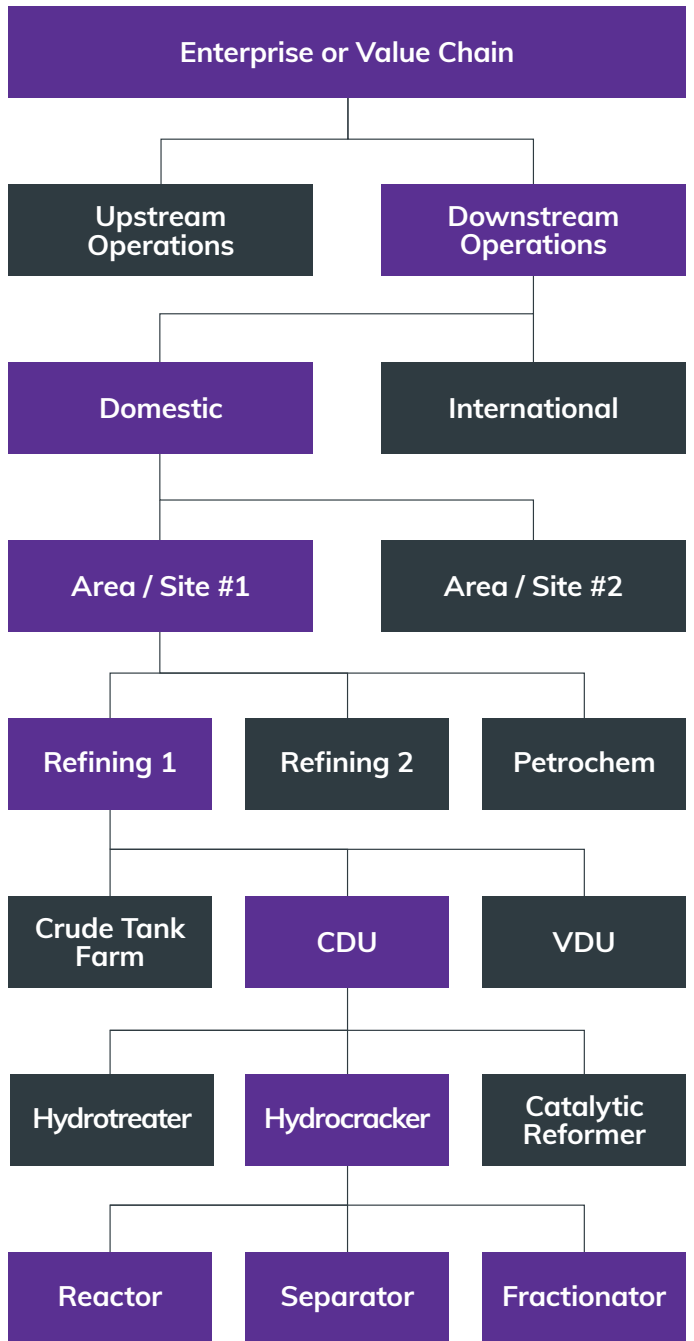 Enterprise or Value Chain
Upstream
Operations
Downstream
Operations
Domestic
International
Area / Site #1
Area / Site #2
Refining 1
Refining 2
Petrochem
Crude Tank
Farm
CDU
VDU
Hydrotreater
Hydrocracker
Catalytic
Reformer
Reactor
Separator
Fractionator